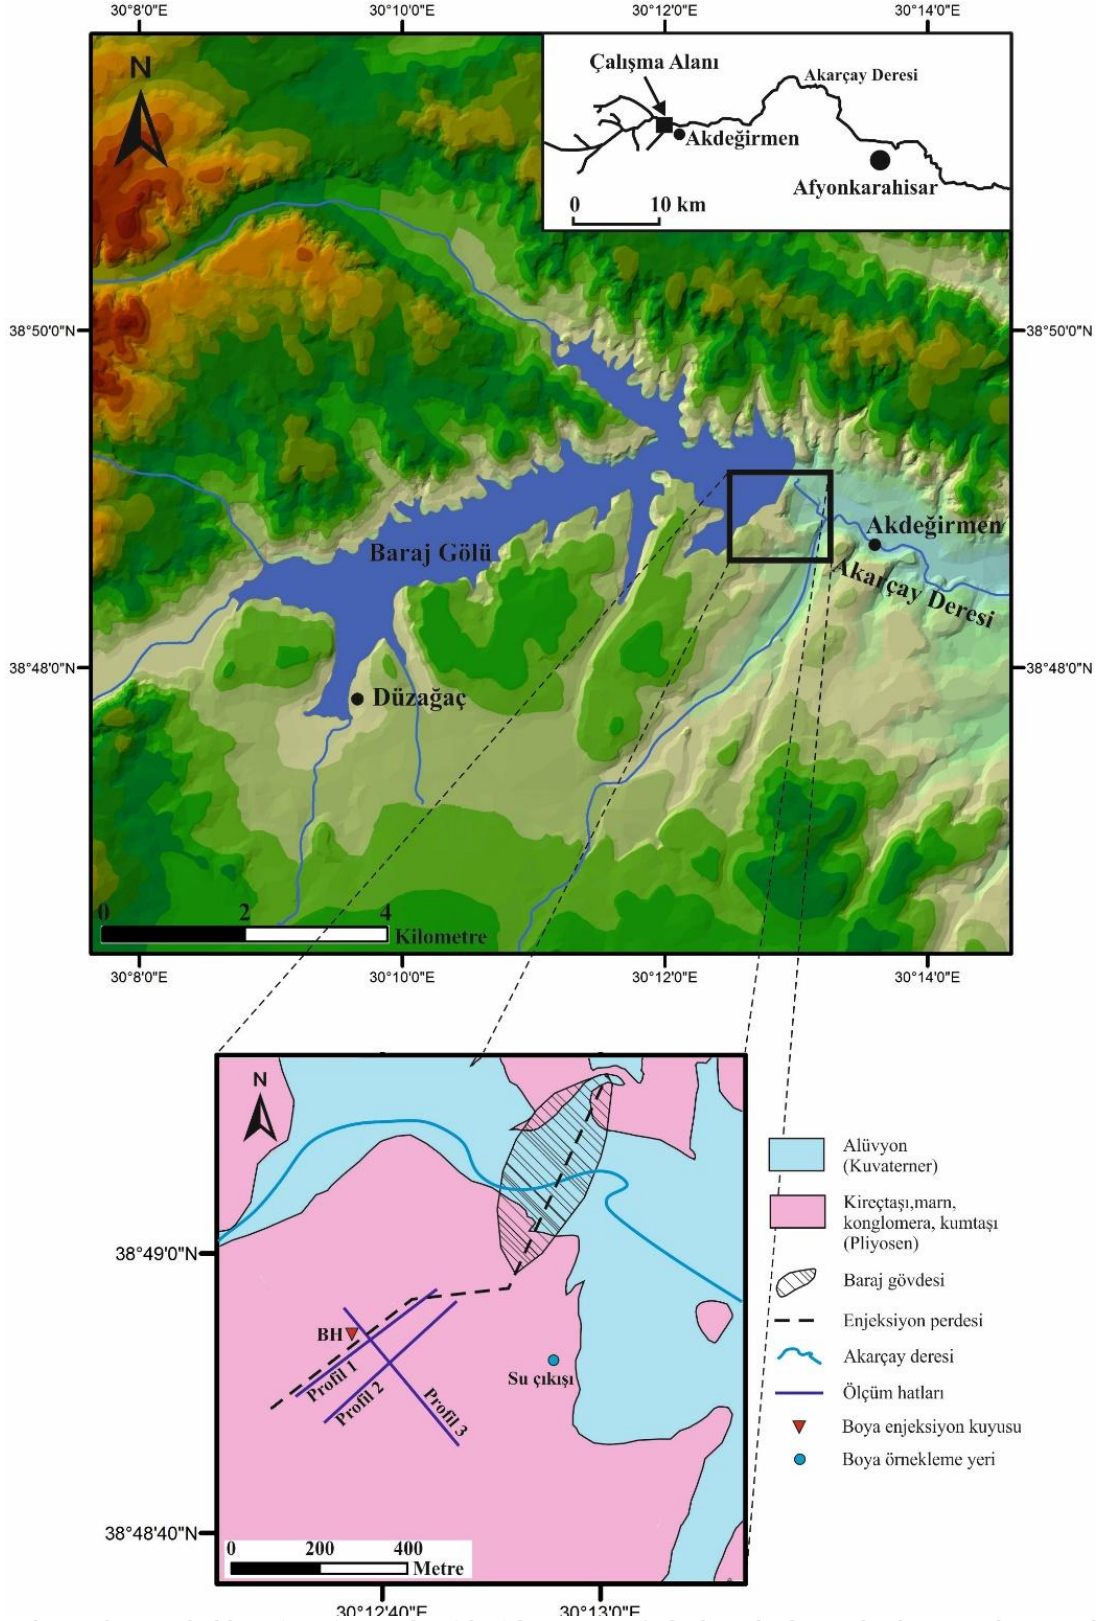 30°8'0"E
30°10'0"E
30°12'0"E
30°14'0"E
N
Çalışma Alanı
Akarçay Deresi
Akdeğirmen
Afyonkarahisar
0
10 km
38°50'0"N
38°50'0"N
Baraj Gölü
Akdeğirmen
Akarçay Deresi
38°48'0"N
38°48'0"N
Düzağaç
0
2
4
Kilometre
30°8'0"E
30°10'0"E
30°12'0"E
30°14'0"E
N
38°49'0"N
BH
Profil 1
Profil 2
Profil 3
Su çıkışı
38°48'40"N
0
200
400
Metre
30°12'40"E
30°13'0"E
Alüvyon
(Kuvaterner)
Kireçtaşı,marn,
konglomera, kumtaşı
(Pliyosen)
Baraj gövdesi
Enjeksiyon perdesi
Akarçay deresi
Ölçüm hatları
Boya enjeksiyon kuyusu
Boya örnekleme yeri